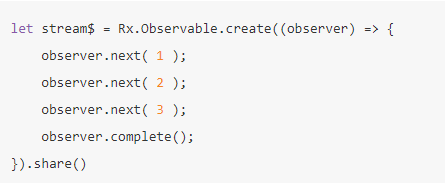 let stream$ = Rx.Observable.create((observer) => {
    observer.next( 1 );
    observer.next( 2 );
    observer.next( 3 );
    observer.complete();
}).share()